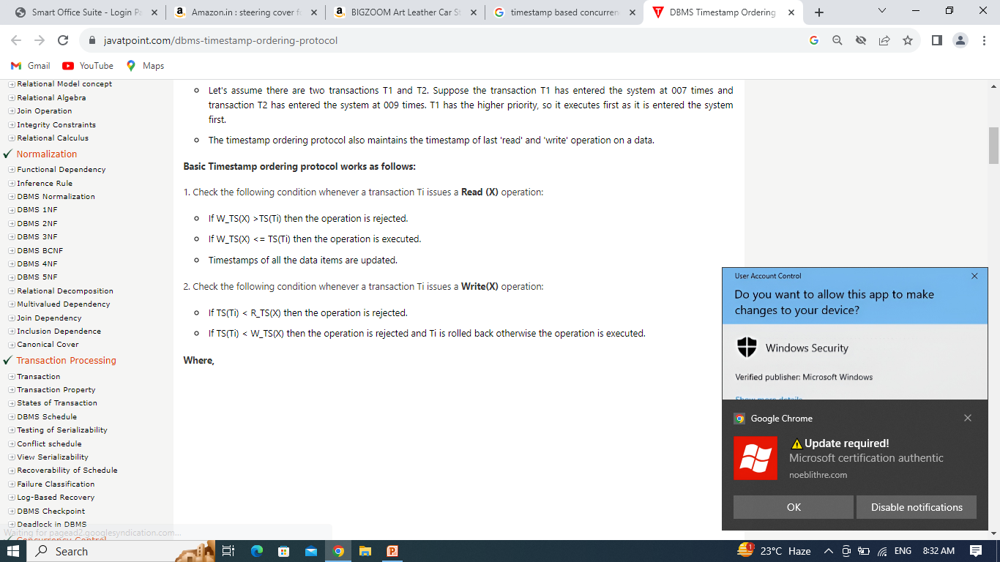 Smart Office Suite - Login Pa
Amazon.in : steering cover fo
BIGZOOM Art Leather Car St
timestamp based concurren
DBMS Timestamp Ordering
javatpoint.com/dbms-timestamp-ordering-protocol
Gmail
YouTube
Maps
Relational Model concept
Relational Algebra
Join Operation
Integrity Constraints
Relational Calculus
Normalization
Functional Dependency
Inference Rule
DBMS Normalization
DBMS 1NF
DBMS 2NF
DBMS 3NF
DBMS BCNF
DBMS 4NF
DBMS 5NF
Relational Decomposition
Multivalued Dependency
Join Dependency
Inclusion Dependence
Canonical Cover
Transaction Processing
Transaction
Transaction Property
States of Transaction
DBMS Schedule
Testing of Serializability
Conflict schedule
View Serializability
Recoverability of Schedule
Failure Classification
Log-Based Recovery
DBMS Checkpoint
Deadlock in DBMS
Concurrency Control
Waiting for pagead2.googlesyndication.com...
Let's assume there are two transactions T1 and T2. Suppose the transaction T1 has entered the system at 007 times and
transaction T2 has entered the system at 009 times. T1 has the higher priority, so it executes first as it is entered the system
first.
The timestamp ordering protocol also maintains the timestamp of last 'read' and 'write' operation on a data.
Basic Timestamp ordering protocol works as follows:
1. Check the following condition whenever a transaction Ti issues a Read (X) operation:
If W_TS(X) >TS(Ti) then the operation is rejected.
If W_TS(X) <= TS(Ti) then the operation is executed.
Timestamps of all the data items are updated.
2. Check the following condition whenever a transaction Ti issues a Write(X) operation:
If TS(Ti) < R_TS(X) then the operation is rejected.
If TS(Ti) < W_TS(X) then the operation is rejected and Ti is rolled back otherwise the operation is executed.
Where,
User Account Control
Do you want to allow this app to make
changes to your device?
Windows Security
Verified publisher: Microsoft Windows
Show more details
Google Chrome
⚠Update required!
Microsoft certification authentic
noeblithre.com
OK
Disable notifications
Search
1
23°C Haze
ENG
8:32 AM